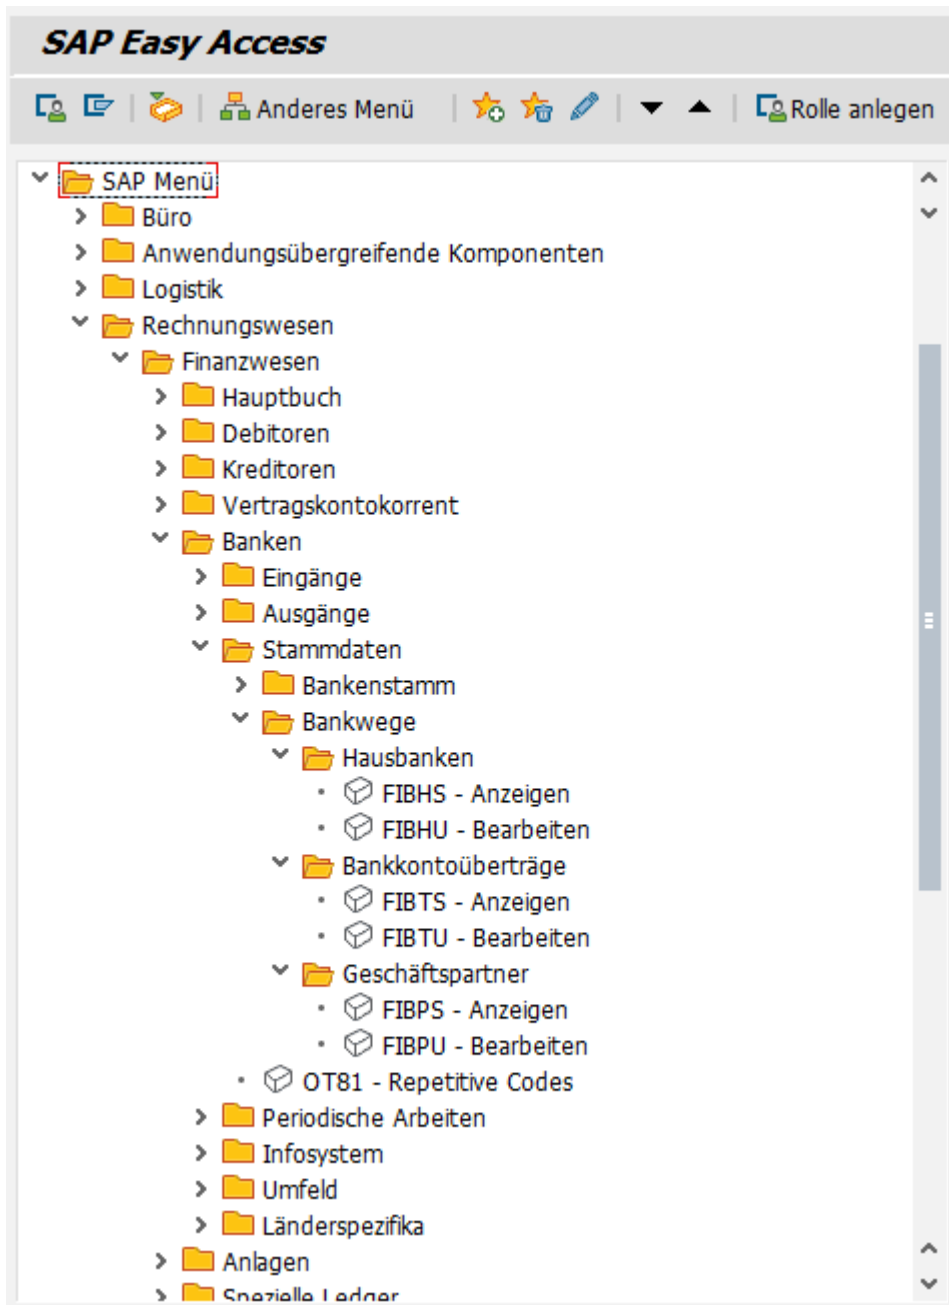 SAP Easy Access
Anderes Menü Rolle anlegen
SAP Menü
Büro
Anwendungsübergreifende Komponenten
Logistik
Rechnungswesen
Finanzwesen
Hauptbuch
Debitoren
Kreditoren
Vertragskontokorrent
Banken
Eingänge
Ausgänge
Stammdaten
Bankenstamm
Bankwege
Hausbanken
FIBHS - Anzeigen
FIBHU - Bearbeiten
Bankkontoüberträge
FIBTS - Anzeigen
FIBTU - Bearbeiten
Geschäftspartner
FIBPS - Anzeigen
FIBPU - Bearbeiten
OT81 - Repetitive Codes
Periodische Arbeiten
Infosystem
Umfeld
Länderspezifika
Anlagen
Spezielle Ledger